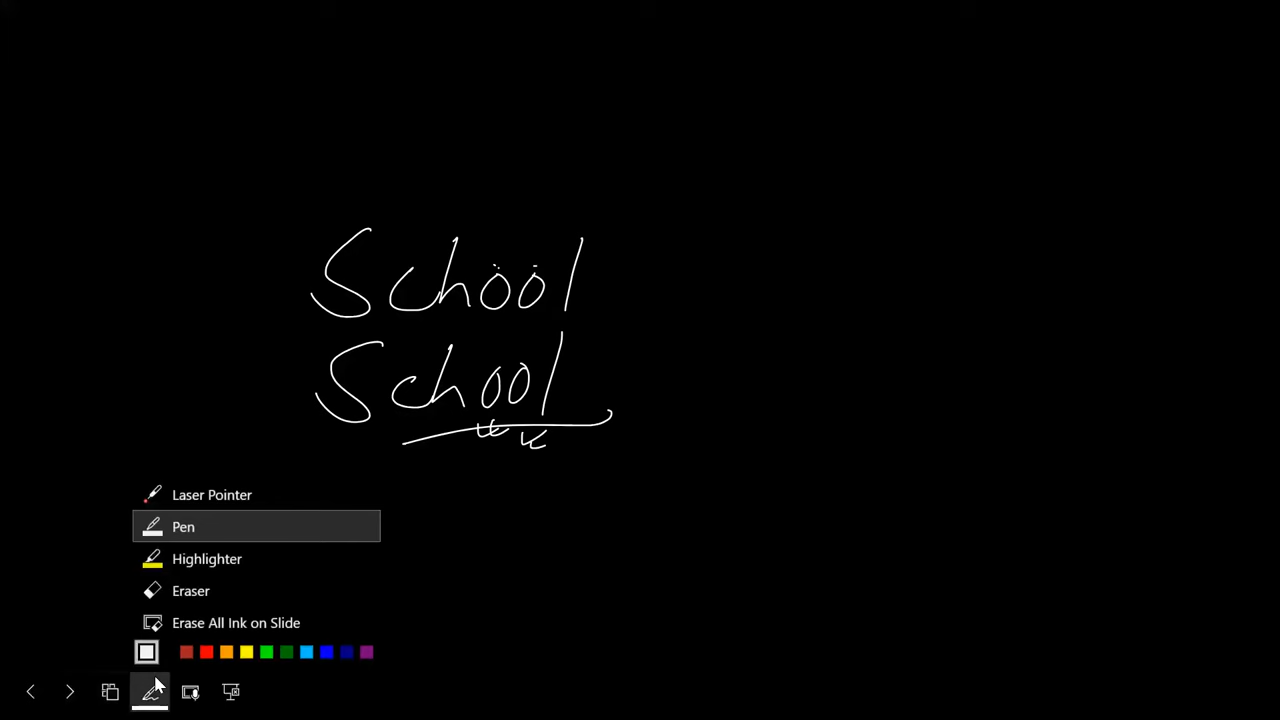 School
School
Laser Pointer
Pen
Highlighter
Eraser
Erase All Ink on Slide